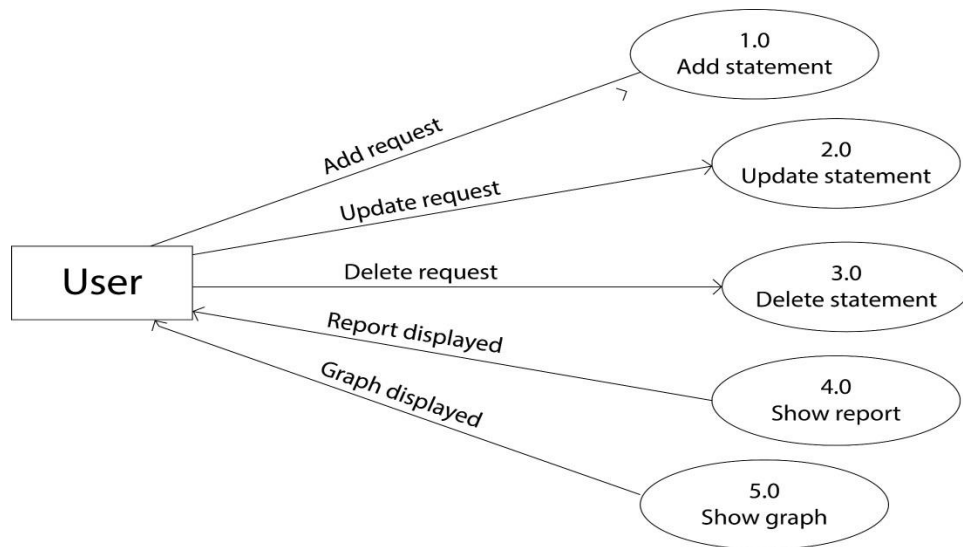 1.0
Add statement
Add request
2.0
Update statement
Update request
User
Delete request
3.0
Delete statement
Report displayed
4.0
Show report
Graph displayed
5.0
Show graph